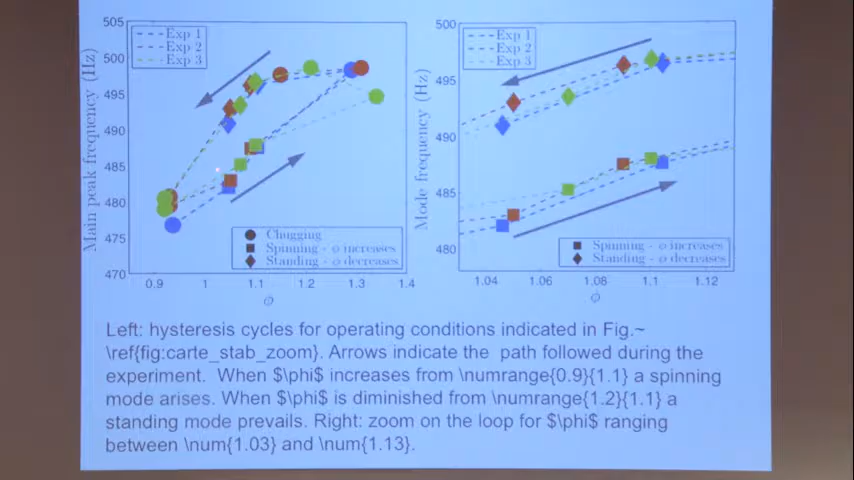 505
500
495
490
485
480
475
470
Main peak frequency (Hz)
Exp 1
Exp 2
Exp 3
Chugging
Spinning - ϕ increases
Standing - ϕ decreases
0.9 1 1.1 1.2 1.3 1.4
ϕ
500
495
490
485
480
Mode frequency (Hz)
Exp 1
Exp 2
Exp 3
Spinning - ϕ increases
Standing - ϕ decreases
1.04 1.06 1.08 1.1 1.12
ϕ
Left: hysteresis cycles for operating conditions indicated in Fig.~
\ref{fig:carte_stab_zoom}. Arrows indicate the path followed during the
experiment. When $\phi$ increases from \numrange{0.9}{1.1} a spinning
mode arises. When $\phi$ is diminished from \numrange{1.2}{1.1} a
standing mode prevails. Right: zoom on the loop for $\phi$ ranging
between \num{1.03} and \num{1.13}.